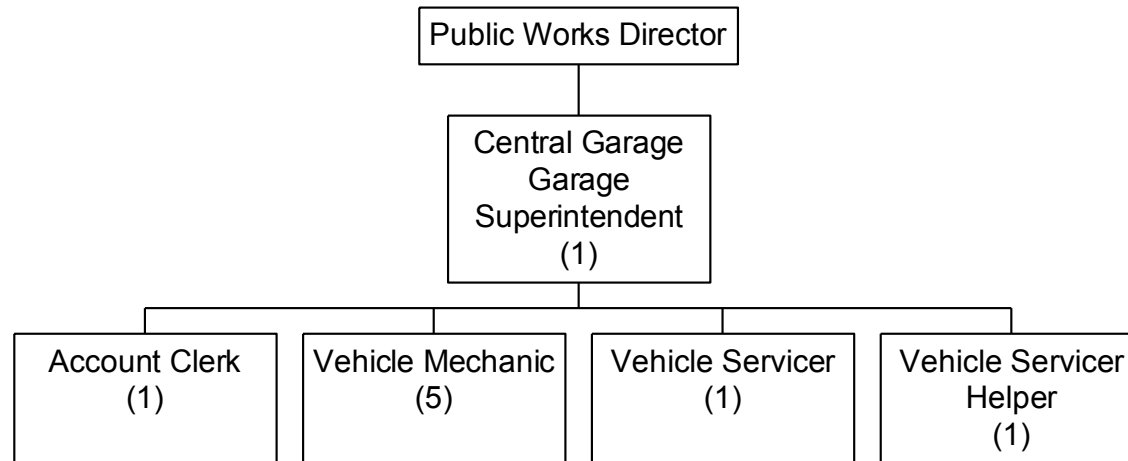 Public Works Director
Central Garage
Garage
Superintendent
(1)
Account Clerk
(1)
Vehicle Mechanic
(5)
Vehicle Servicer
(1)
Vehicle Servicer
Helper
(1)